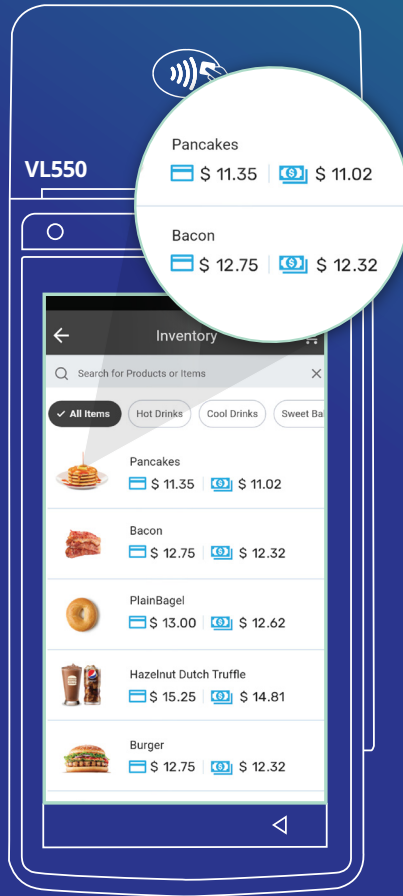 VL550
Pancakes
$ 11.35 $ 11.02
Bacon
$ 12.75 $ 12.32
Inventory
Search for Products or Items
All Items Hot Drinks Cool Drinks Sweet Ba
Pancakes
$ 11.35 $ 11.02
Bacon
$ 12.75 $ 12.32
PlainBagel
$ 13.00 $ 12.62
Hazelnut Dutch Truffle
$ 15.25 $ 14.81
Burger
$ 12.75 $ 12.32